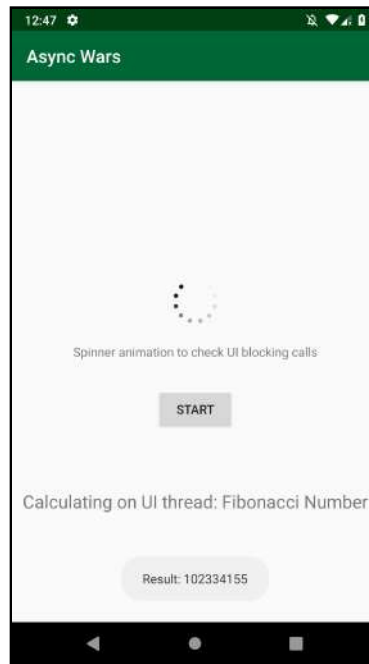 12:47
Async Wars
Spinner animation to check UI blocking calls
START
Calculating on UI thread: Fibonacci Number
Result: 102334155